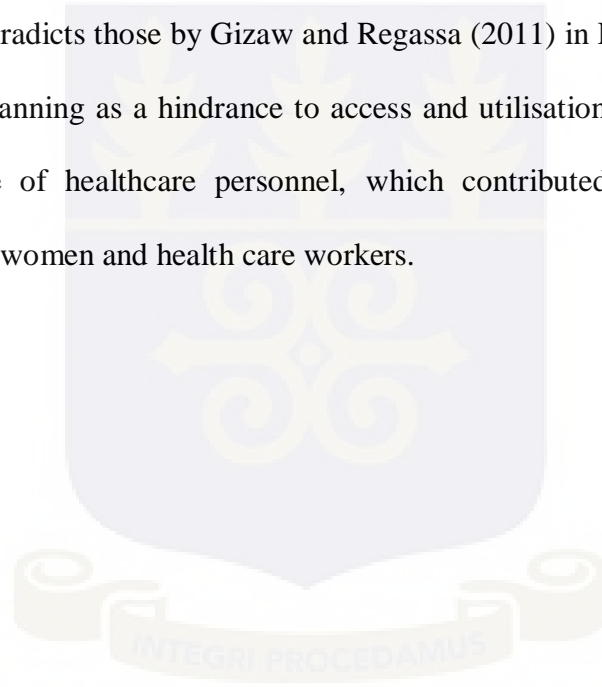 radicts those by Gizaw and Regassa (2011) in
anning as a hindrance to access and utilisation
of healthcare personnel, which contributed
women and health care workers.
INTEGRI PROCEDAMUS